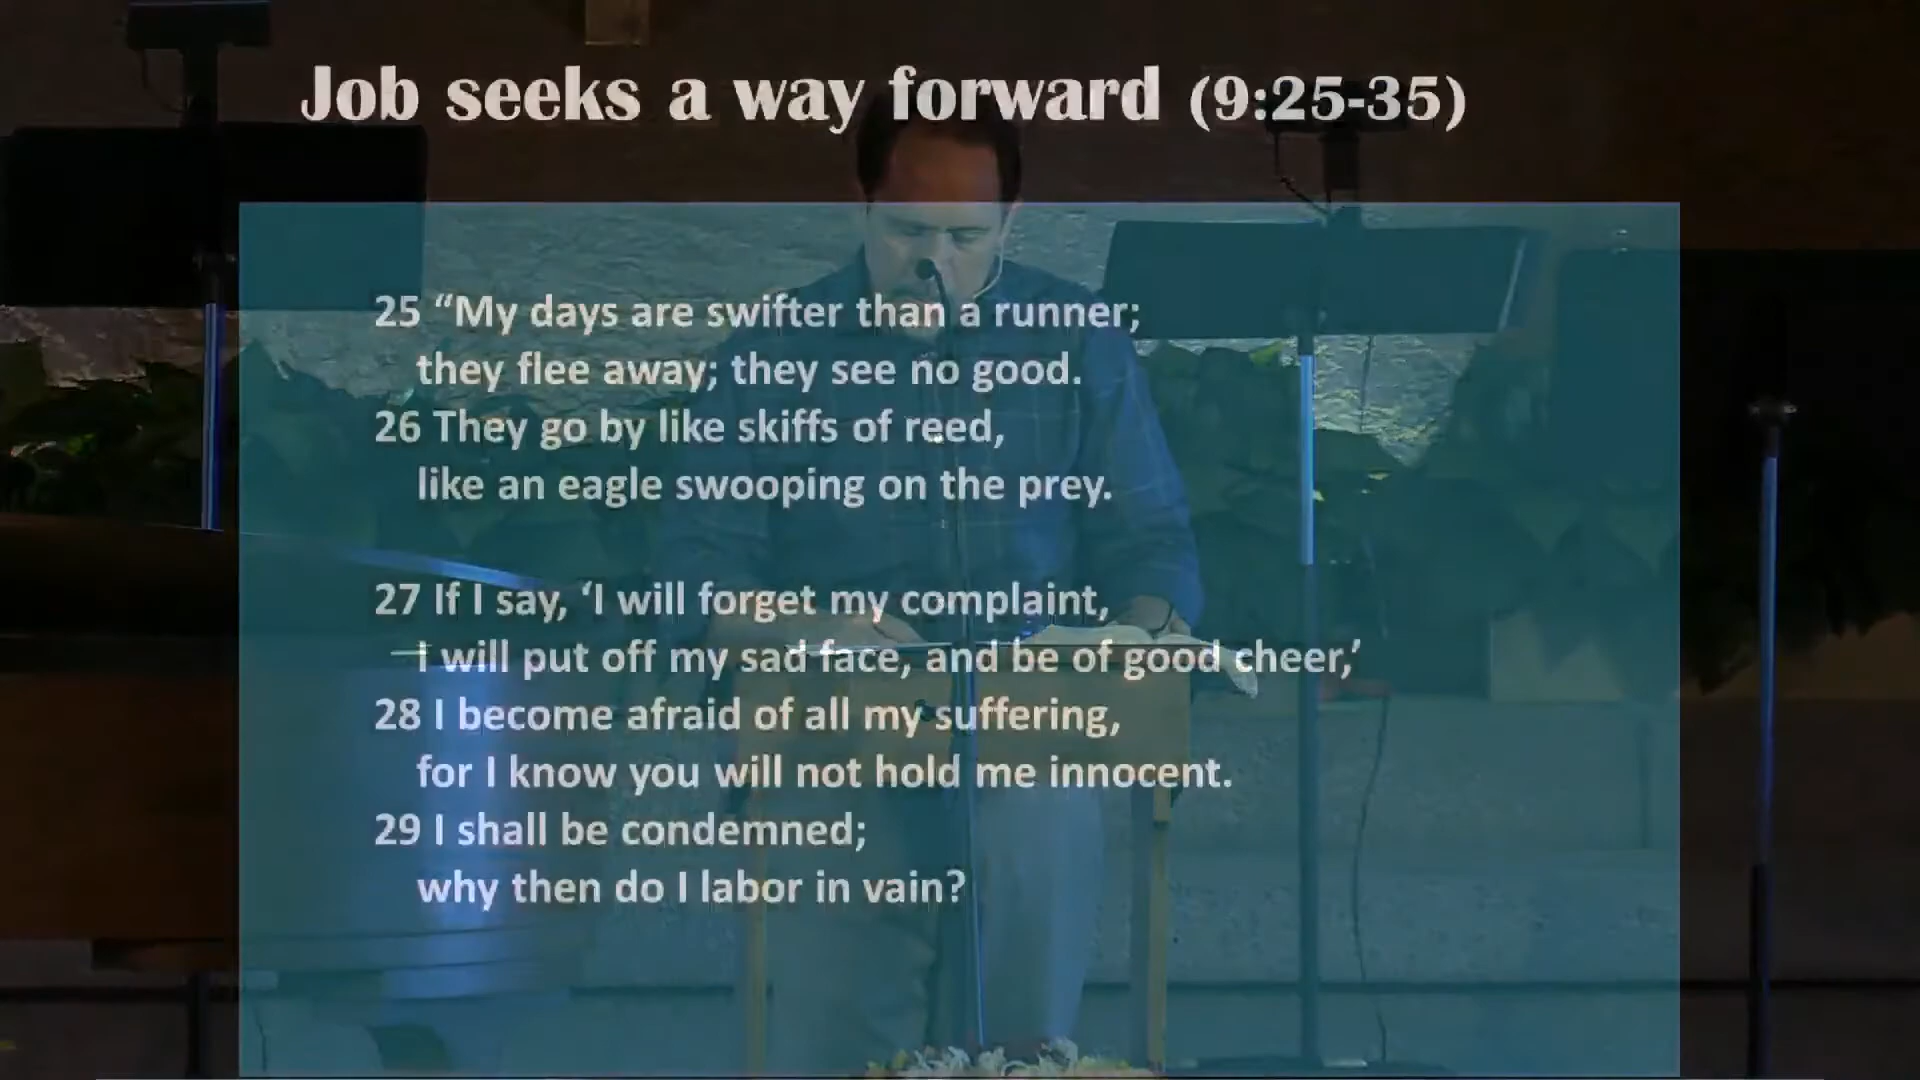 Job seeks a way forward (9:25-35)
25 “My days are swifter than a runner;
they flee away; they see no good.
26 They go by like skiffs of reed,
like an eagle swooping on the prey.
27 If I say, ‘I will forget my complaint,
I will put off my sad face, and be of good cheer,’
28 I become afraid of all my suffering,
for I know you will not hold me innocent.
29 I shall be condemned;
why then do I labor in vain?